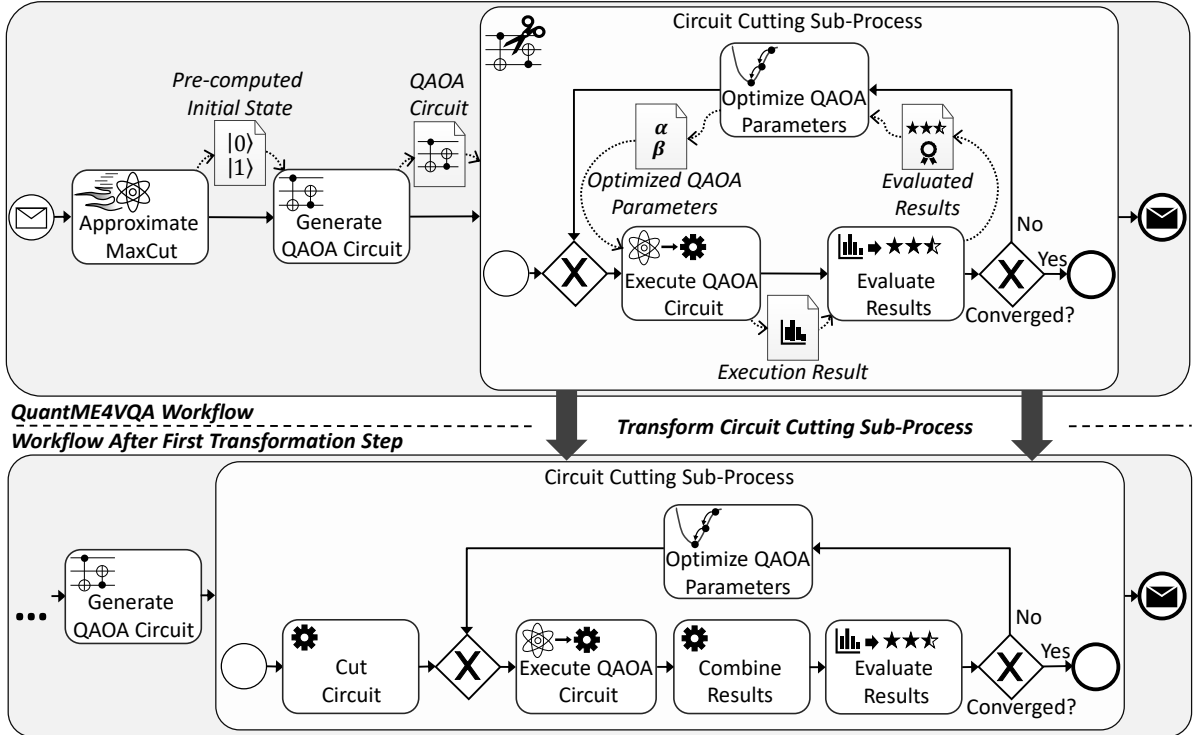 Circuit Cutting Sub-Process
Pre-computed
Initial State
QAOA
Circuit
Optimize QAOA
Parameters
|0⟩
|1⟩
α
β
Optimized QAOA
Parameters
Evaluated
Results
Approximate
MaxCut
Generate
QAOA Circuit
No
Yes
X
Execute QAOA
Circuit
Evaluate
Results
X
Converged?
Execution Result
QuantME4VQA Workflow
Transform Circuit Cutting Sub-Process
Workflow After First Transformation Step
Circuit Cutting Sub-Process
Optimize QAOA
Parameters
...
Generate
QAOA Circuit
No
Yes
Cut
Circuit
X
Execute QAOA
Circuit
Combine
Results
Evaluate
Results
X
Converged?